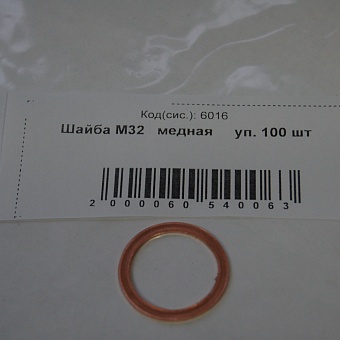 Код(сис.): 6016
Шайба М32 медная уп. 100 шт
2 000060 540063